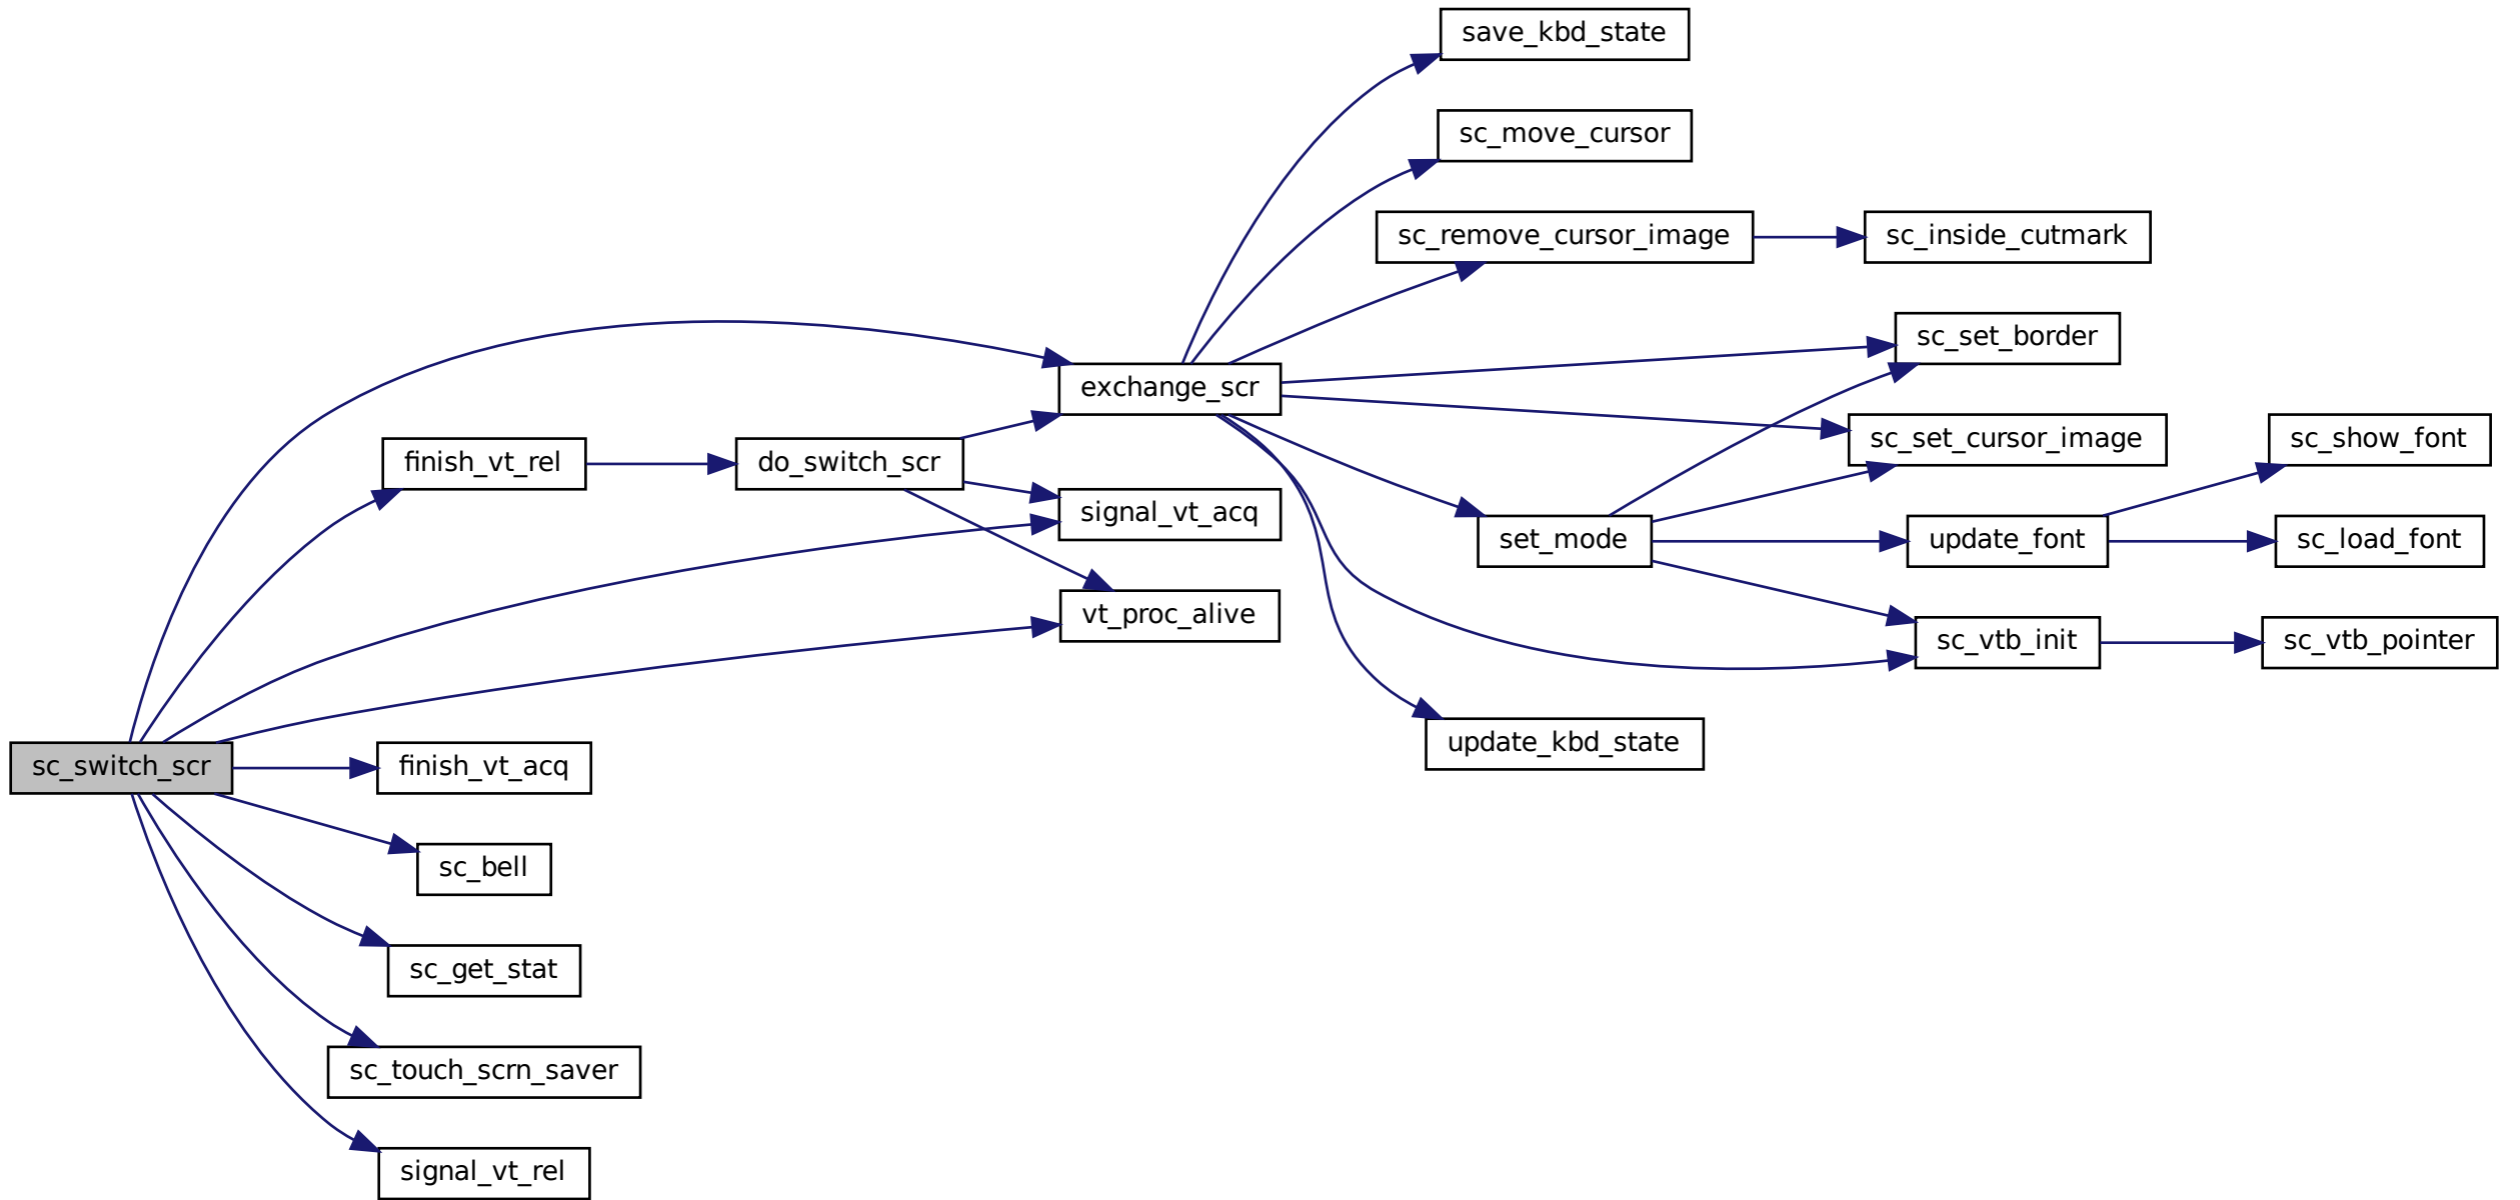 save_kbd_state
sc_move_cursor
sc_remove_cursor_image
sc_inside_cutmark
sc_set_border
exchange_scr
sc_set_cursor_image
sc_show_font
finish_vt_rel
do_switch_scr
signal_vt_acq
set_mode
update_font
sc_load_font
vt_proc_alive
sc_vtb_init
sc_vtb_pointer
update_kbd_state
sc_switch_scr
finish_vt_acq
sc_bell
sc_get_stat
sc_touch_scrn_saver
signal_vt_rel